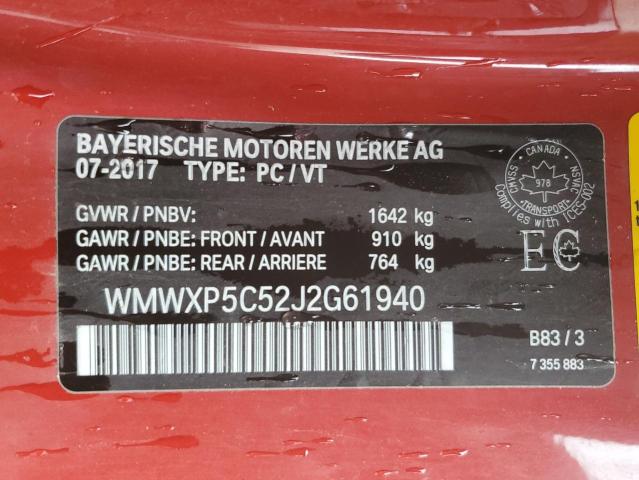 BAYERISCHE MOTOREN WERKE AG
07-2017 TYPE: PC / VT
GVWR / PNBV: 1642 kg
GAWR / PNBE: FRONT / AVANT 910 kg
GAWR / PNBE: REAR / ARRIERE 764 kg
WMWXP5C52J2G61940
CANADA
CMVSS
NSVAC
978
TRANSPORT
Complies with ICES-002
EC
B83 / 3
7 355 883